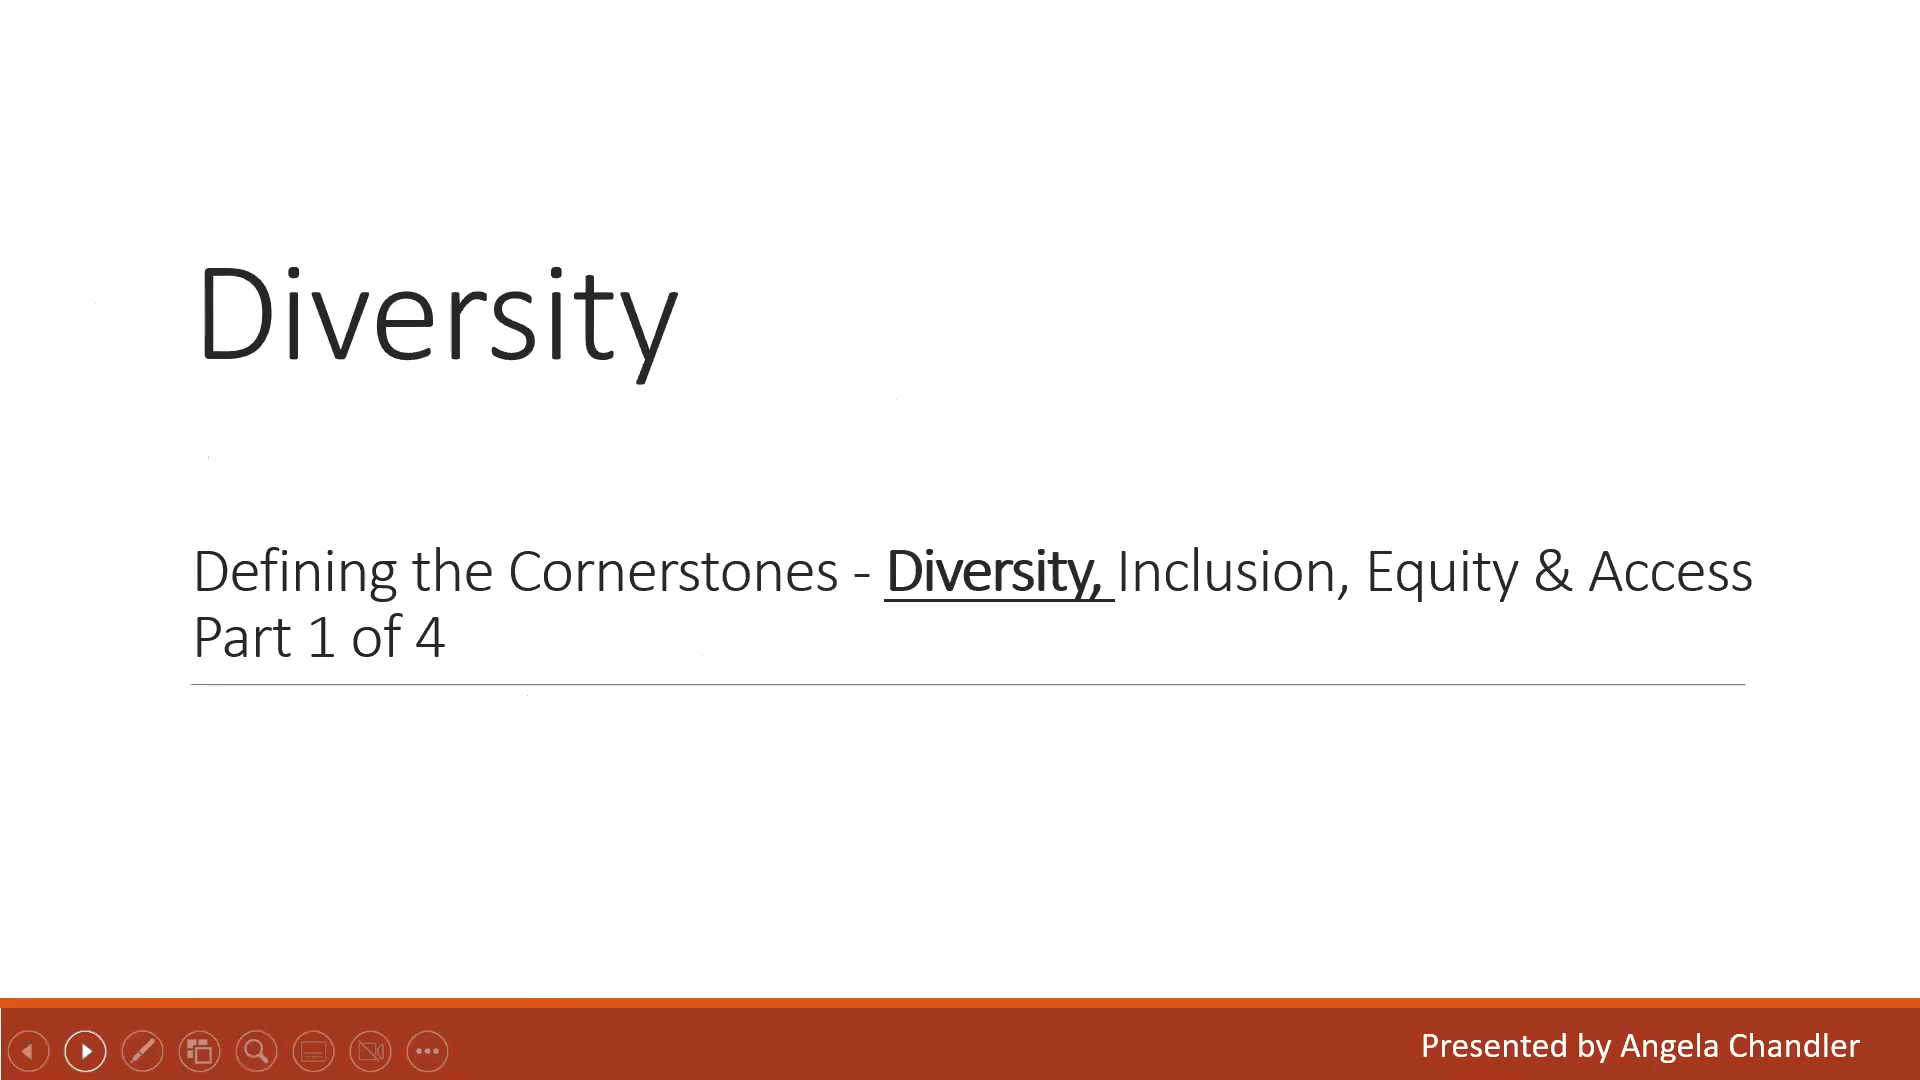 Diversity
Defining the Cornerstones - Diversity, Inclusion, Equity & Access
Part 1 of 4
Presented by Angela Chandler